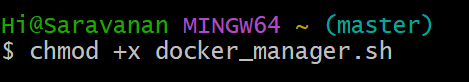 Hi@Saravanan MINGW64 ~ (master)
$ chmod +x docker_manager.sh